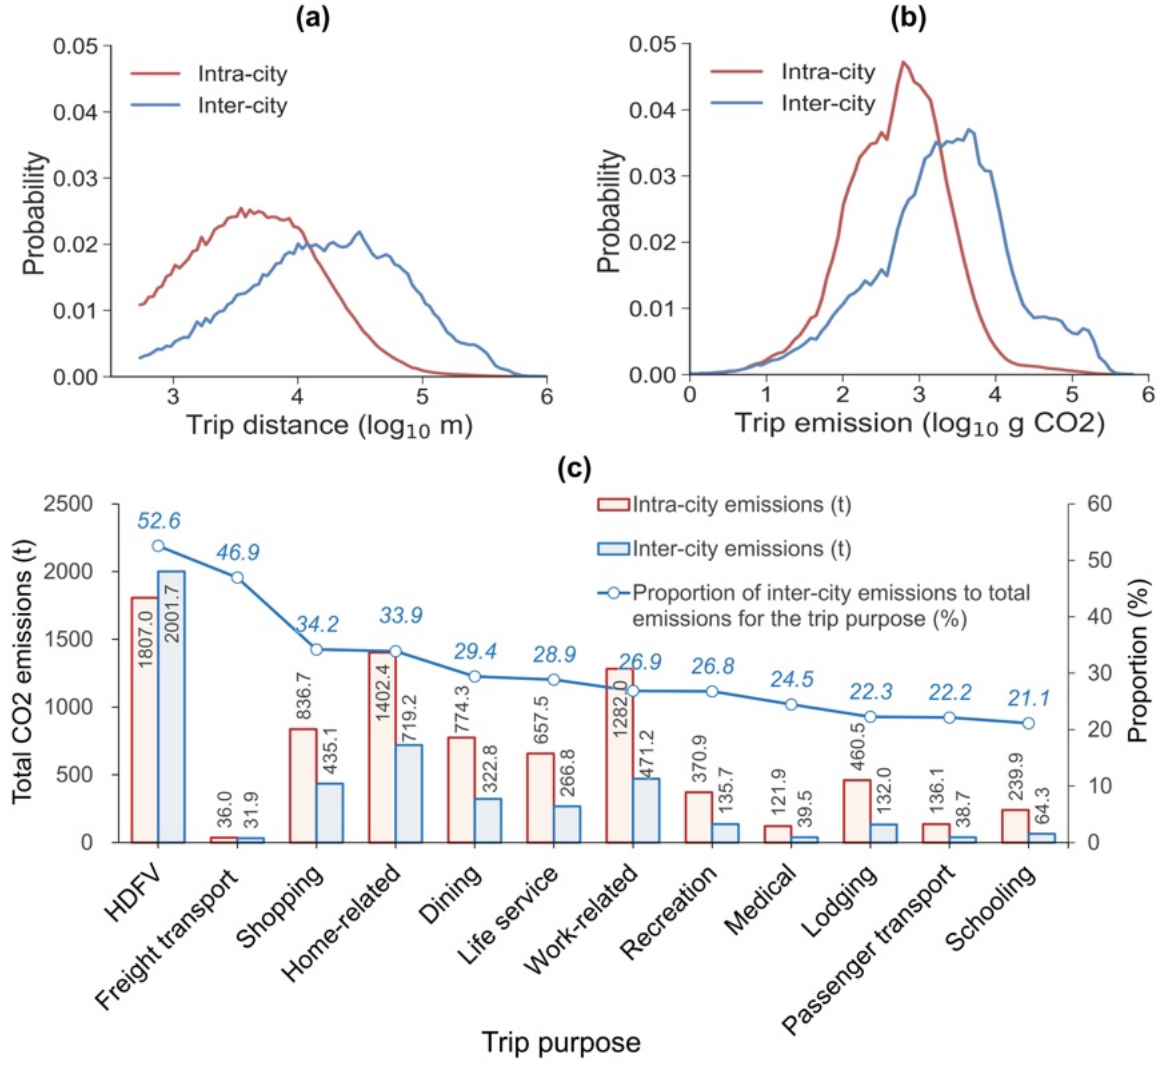 (a)
0.05
0.04
0.03
0.02
0.01
0.00
Probability
Intra-city
Inter-city
3 4 5 6
Trip distance (log₁₀ m)
(b)
0.05
0.04
0.03
0.02
0.01
0.00
Probability
Intra-city
Inter-city
0 1 2 3 4 5 6
Trip emission (log₁₀ g CO2)
(c)
2500
2000
1500
1000
500
0
Total CO2 emissions (t)
Intra-city emissions (t)
Inter-city emissions (t)
Proportion of inter-city emissions to total
emissions for the trip purpose (%)
60
50
40
30
20
10
0
Proportion (%)
52.6 46.9 34.2 33.9 29.4 28.9 26.9 26.8 24.5 22.3 22.2 21.1
1807.0 2001.7
36.0 31.9
836.7 435.1
1402.4 719.2
774.3 322.8
657.5 266.8
1282.0 471.2
370.9 135.7
121.9 39.5
460.5 132.0
136.1 38.7
239.9 64.3
HDFV
Freight transport
Shopping
Home-related
Dining
Life service
Work-related
Recreation
Medical
Lodging
Passenger transport
Schooling
Trip purpose